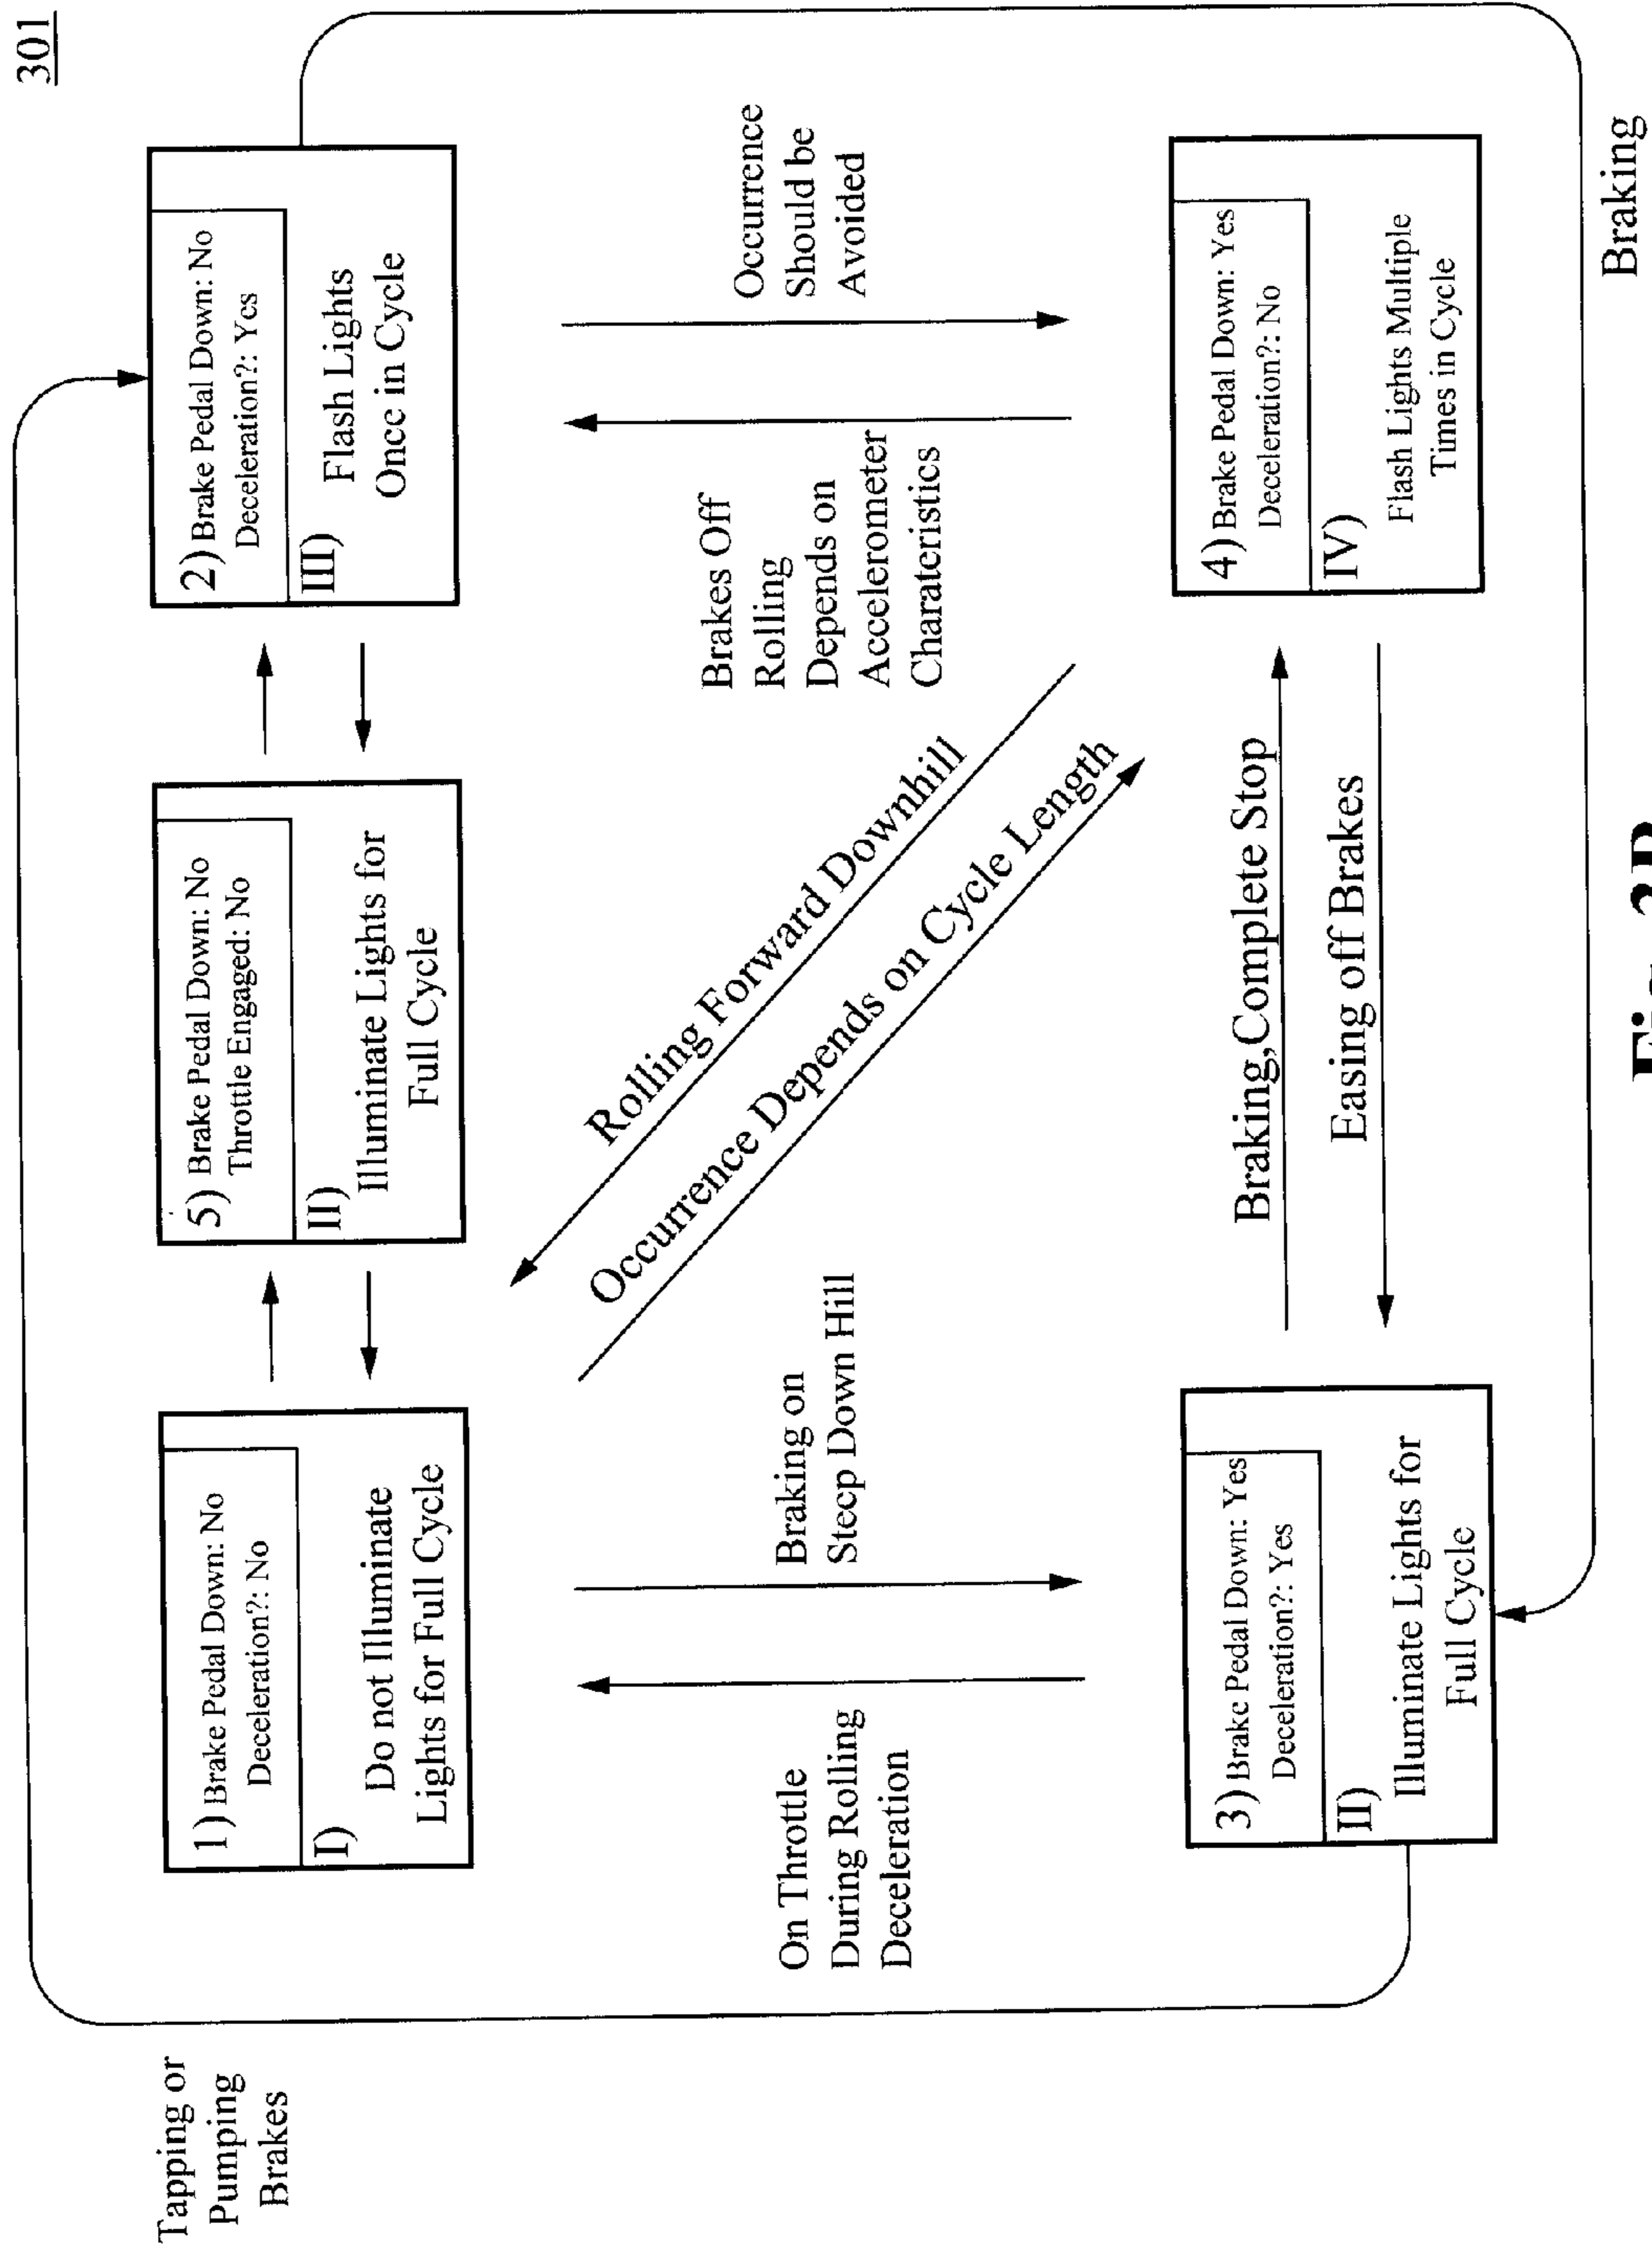 301
Tapping or
Pumping
Brakes
1) Brake Pedal Down: No
Deceleration?: No
I)
Do not Illuminate
Lights for Full Cycle
5) Brake Pedal Down: No
Throttle Engaged: No
II)
Illuminate Lights for
Full Cycle
2) Brake Pedal Down: No
Deceleration?: Yes
III)
Flash Lights
Once in Cycle
On Throttle
During Rolling
Deceleration
Braking on
Steep Down Hill
Rolling Forward Downhill
Occurrence Depends on Cycle Length
Brakes Off
Rolling
Depends on
Accelerometer
Charateristics
Occurrence
Should be
Avoided
3) Brake Pedal Down: Yes
Deceleration?: Yes
II)
Illuminate Lights for
Full Cycle
Braking,Complete Stop
Easing off Brakes
4) Brake Pedal Down: Yes
Deceleration?: No
IV)
Flash Lights Multiple
Times in Cycle
Braking